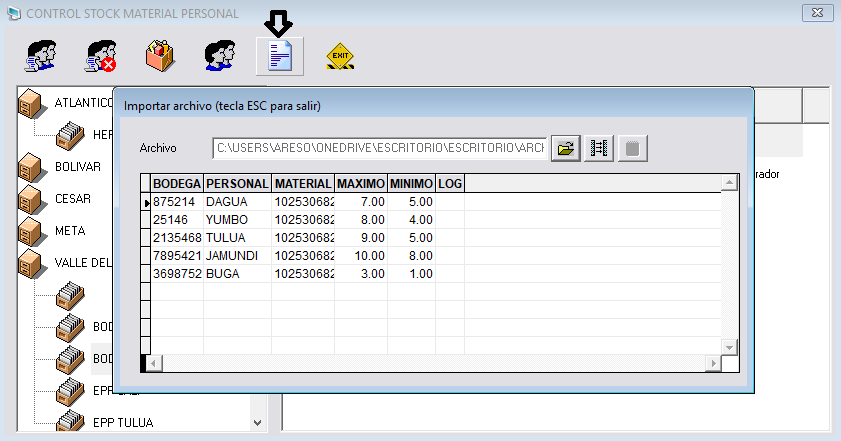 CONTROL STOCK MATERIAL PERSONAL
EXIT
ATLANTICO
HER
BOLIVAR
CESAR
META
VALLE DEL
BOD
BOD
EPP TULUA
rador
Importar archivo (tecla ESC para salir)
Archivo C:\USERS\ARESO\ONEDRIVE\ESCRITORIO\ESCRITORIO\ARCH
BODEGA PERSONAL MATERIAL MAXIMO MINIMO LOG
875214 DAGUA 102530682 7.00 5.00
25146 YUMBO 102530682 8.00 4.00
2135468 TULUA 102530682 9.00 5.00
7895421 JAMUNDI 102530682 10.00 8.00
3698752 BUGA 102530682 3.00 1.00